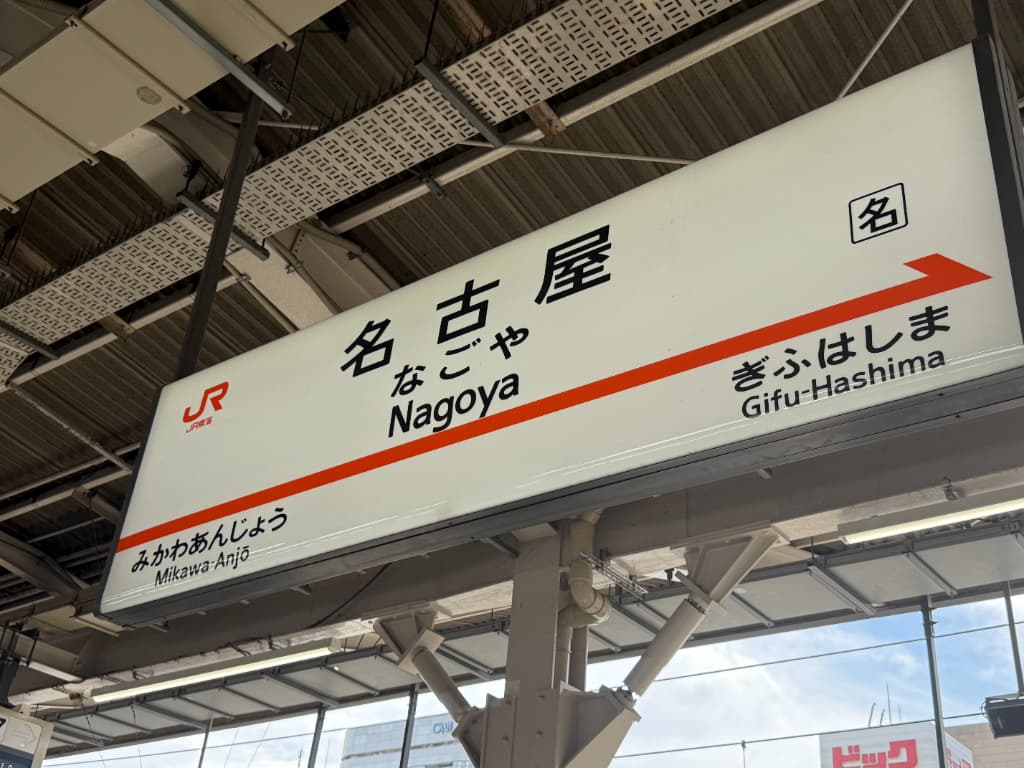 名
名古屋
なごや
Nagoya
JR
JR東海
ぎふはしま
Gifu-Hashima
みかわあんじょう
Mikawa-Anjō
ビック